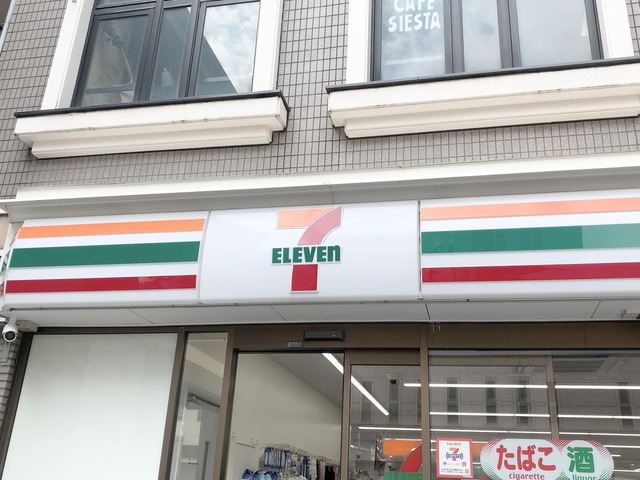 CAFE
SIESTA
7
ELEVEn
たばこ
cigarette
酒
liquor